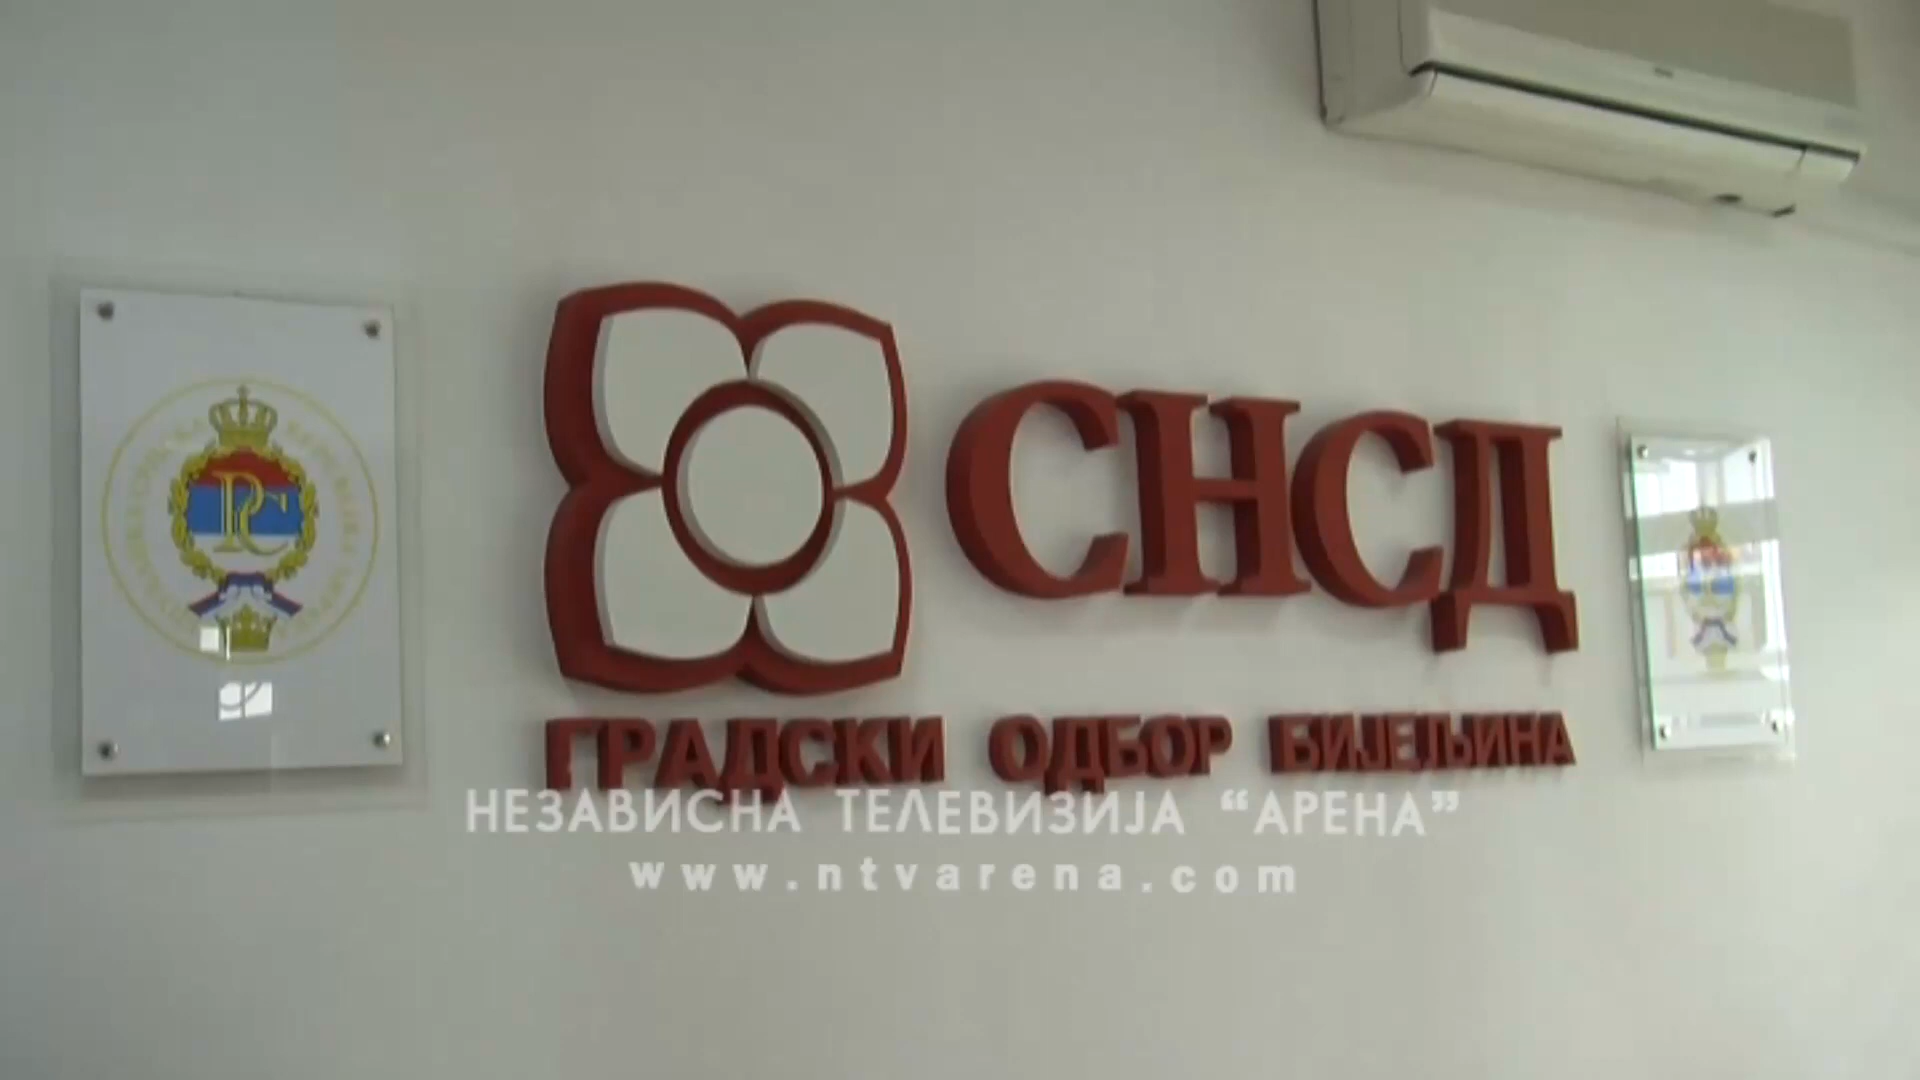 СНСД
ГРАДСКИ ОДБОР БИЈЕЉИНА
НЕЗАВИСНА ТЕЛЕВИЗИЈА “АРЕНА”
www.ntvarena.com